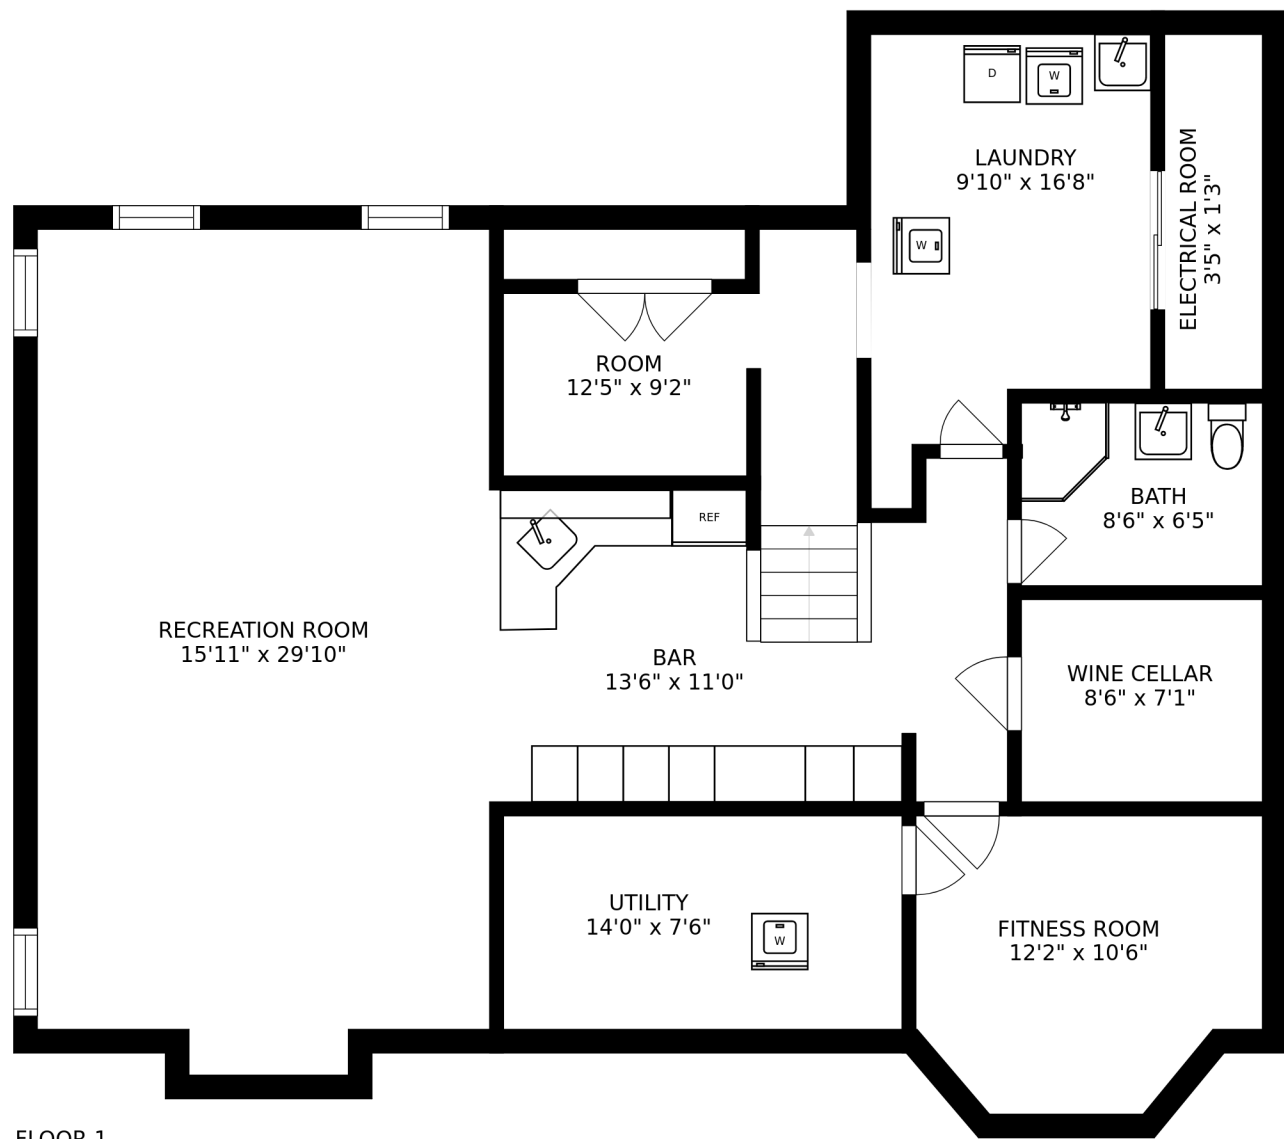 D
W
LAUNDRY
9'10" x 16'8"
ELECTRICAL ROOM
3'5" x 1'3"
W
ROOM
12'5" x 9'2"
REF
BATH
8'6" x 6'5"
RECREATION ROOM
15'11" x 29'10"
BAR
13'6" x 11'0"
WINE CELLAR
8'6" x 7'1"
UTILITY
14'0" x 7'6"
W
FITNESS ROOM
12'2" x 10'6"
FLOOR 1